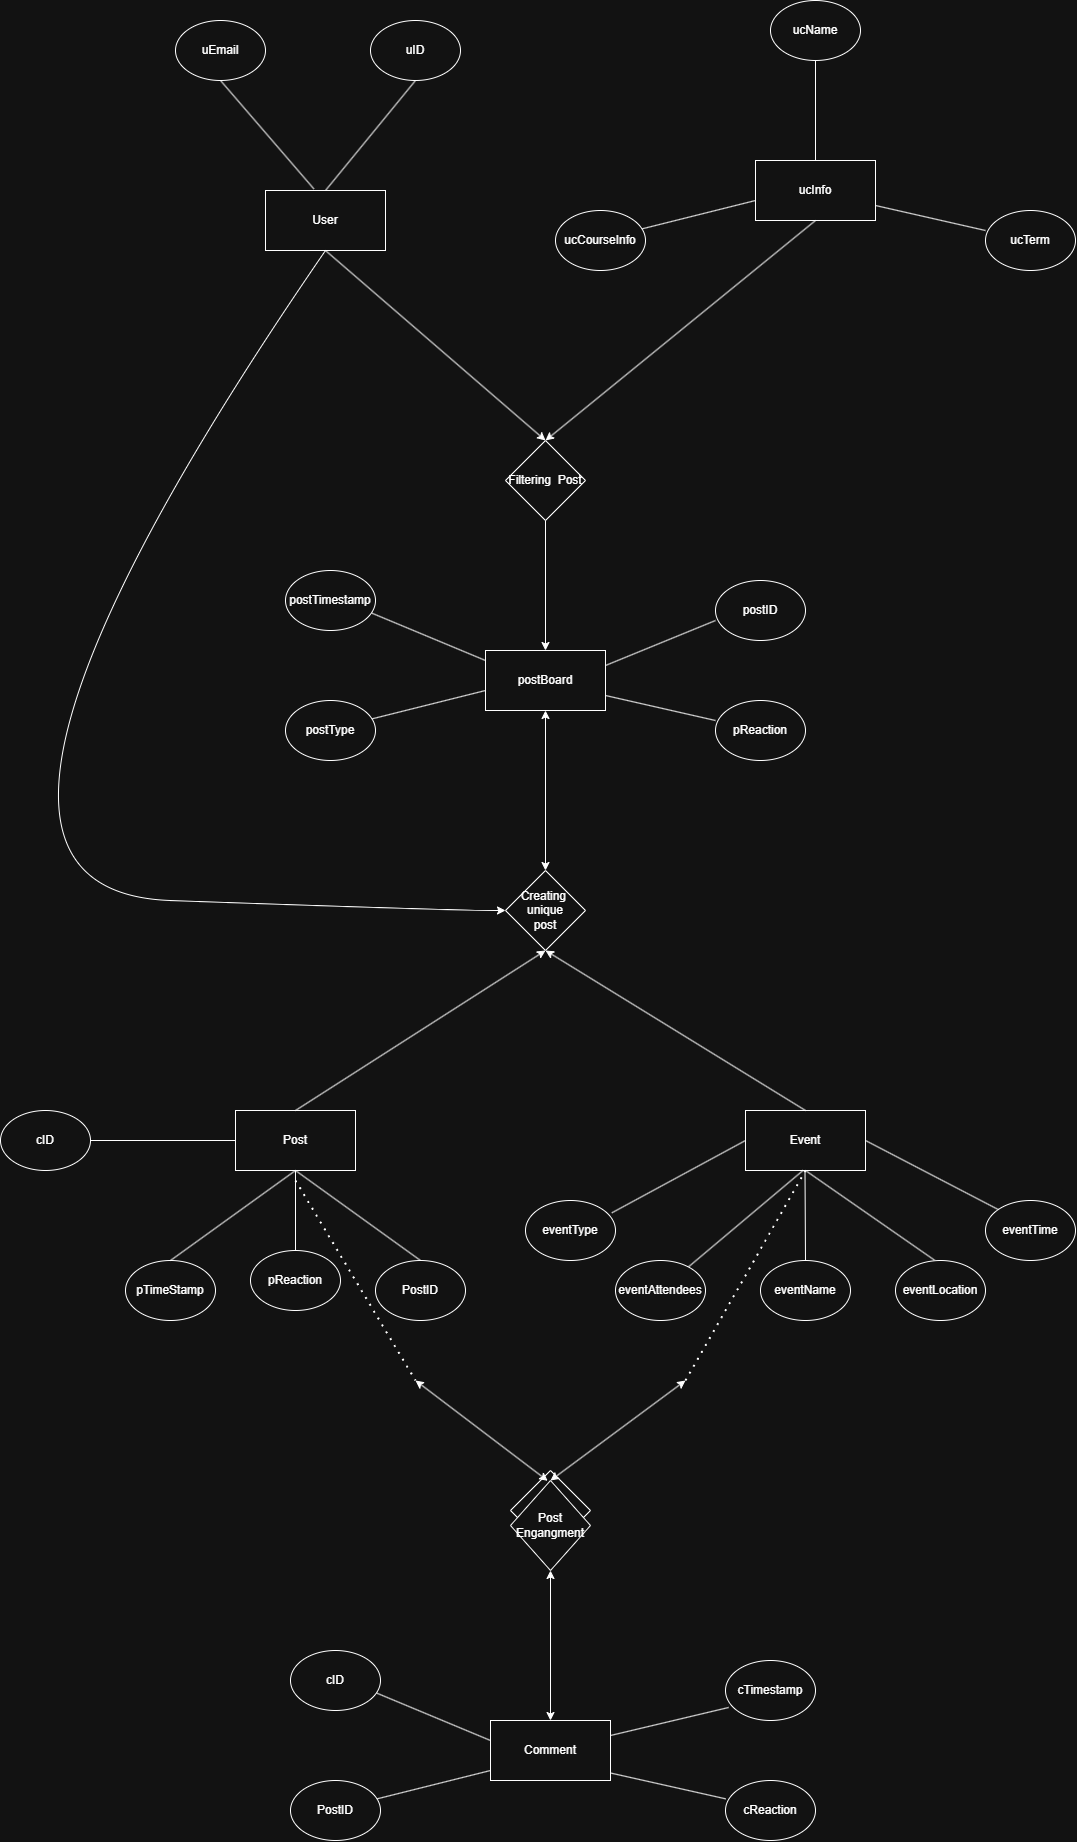 ucName
uEmail
uID
ucInfo
User
ucCourseInfo
ucTerm
Filtering Post
postTimestamp
postID
postBoard
postType
pReaction
Creating
unique
post
cID
Post
Event
eventType
eventTime
pTimeStamp
pReaction
PostID
eventAttendees
eventName
eventLocation
Post
Engangment
cID
cTimestamp
Comment
PostID
cReaction